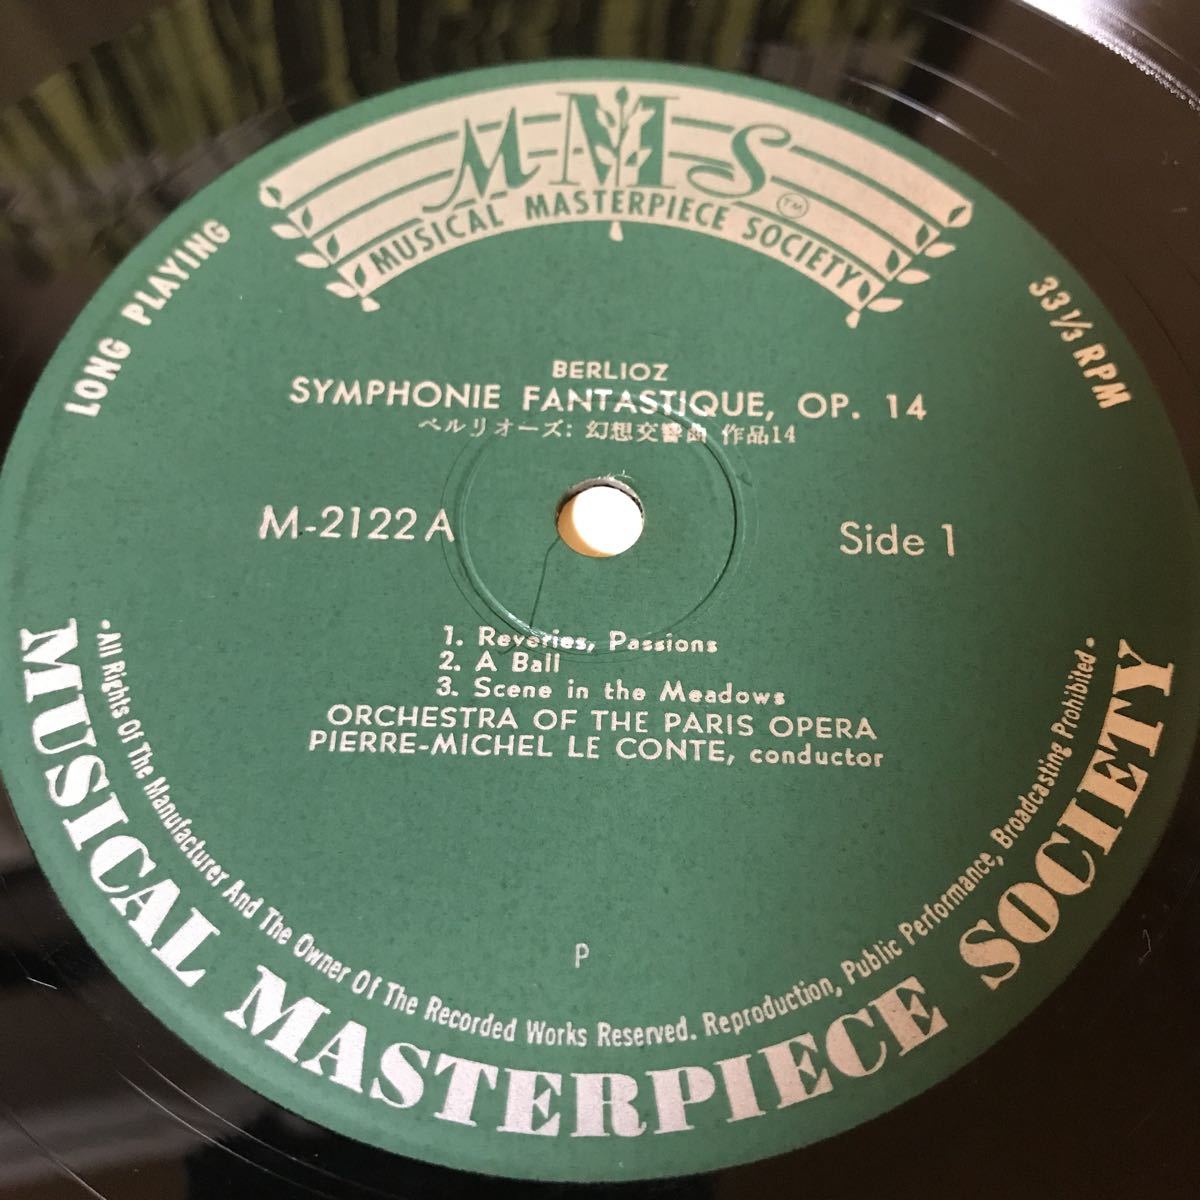 MMS TM
MUSICAL MASTERPIECE SOCIETY
LONG PLAYING
33 1/3 RPM
BERLIOZ
SYMPHONIE FANTASTIQUE, OP. 14
ベルリオーズ: 幻想交響曲 作品14
M-2122 A
Side 1
1. Reveries, Passions
2. A Ball
3. Scene in the Meadows
ORCHESTRA OF THE PARIS OPERA
PIERRE-MICHEL LE CONTE, conductor
P
• All Rights Of The Manufacturer And The Owner Of The Recorded Works Reserved. Reproduction, Public Performance, Broadcasting Prohibited •
MUSICAL MASTERPIECE SOCIETY